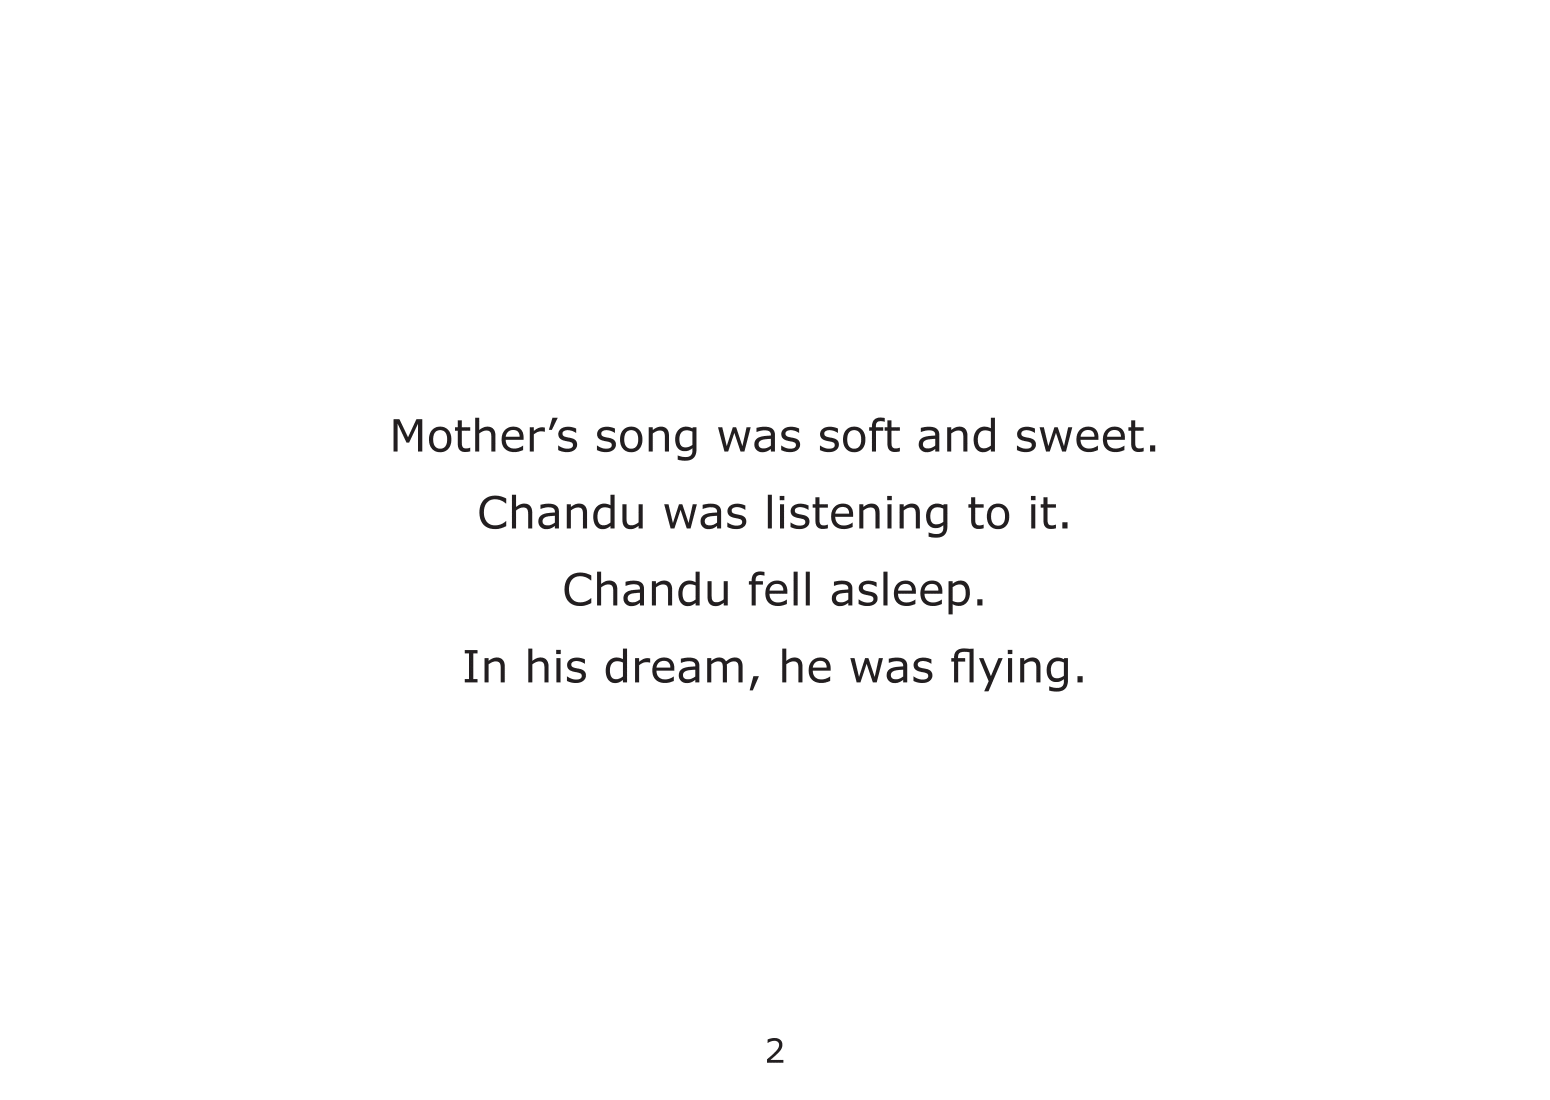 Mother’s song was soft and sweet.
Chandu was listening to it.
Chandu fell asleep.
In his dream, he was flying.
2